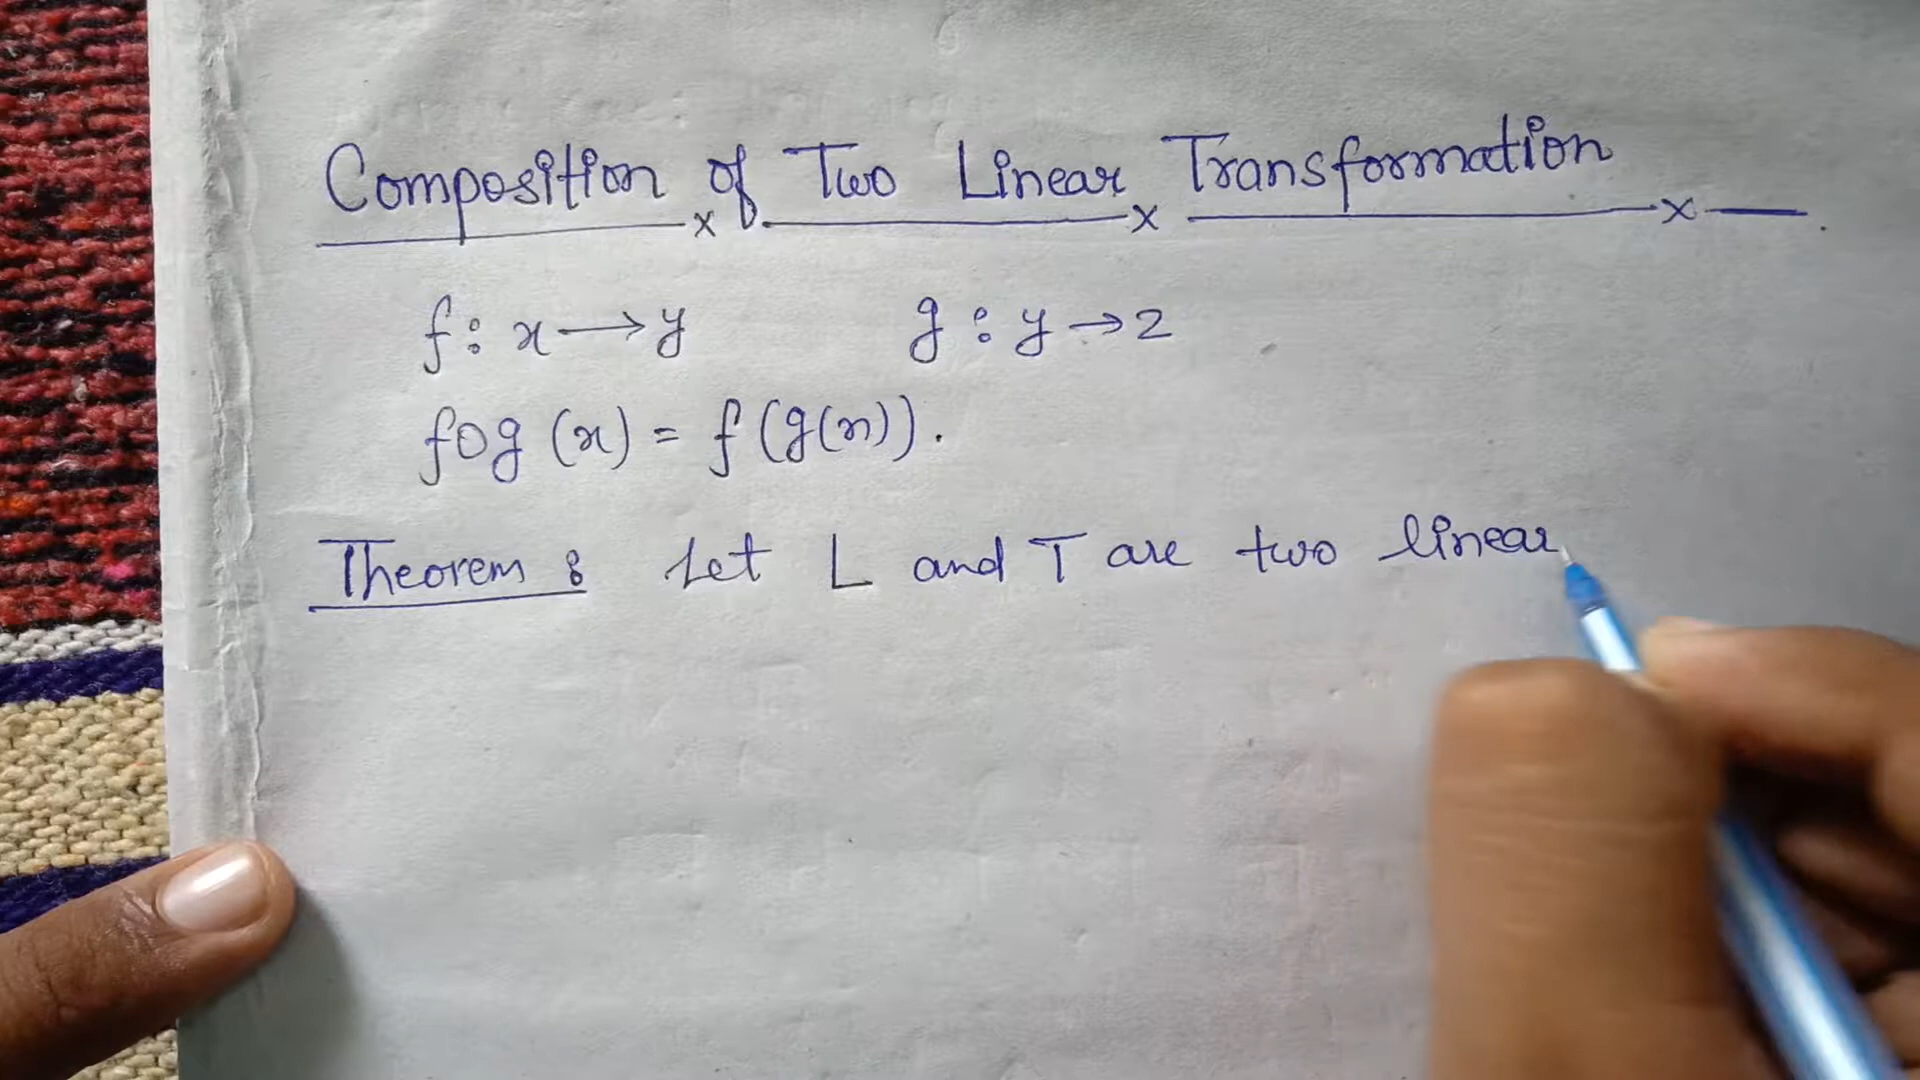 Composition of Two Linear Transformation
f : x → y g : y → z
fog (x) = f(g(x)).
Theorem : Let L and T are two linear